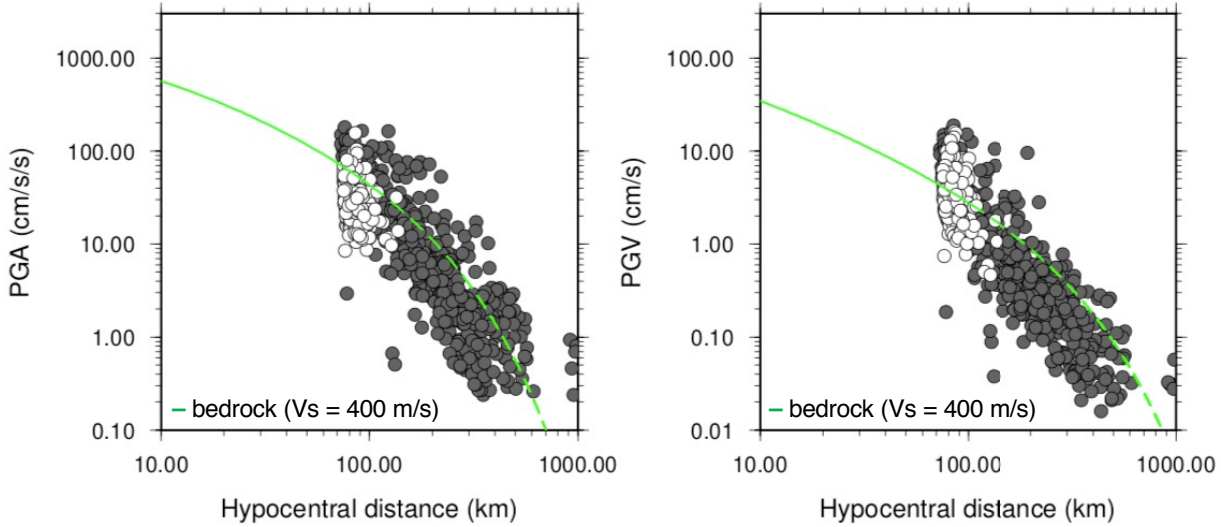 1000.00
100.00
10.00
1.00
0.10
PGA (cm/s/s)
bedrock (Vs = 400 m/s)
10.00 100.00 1000.00
Hypocentral distance (km)
100.00
10.00
1.00
0.10
0.01
PGV (cm/s)
bedrock (Vs = 400 m/s)
10.00 100.00 1000.00
Hypocentral distance (km)